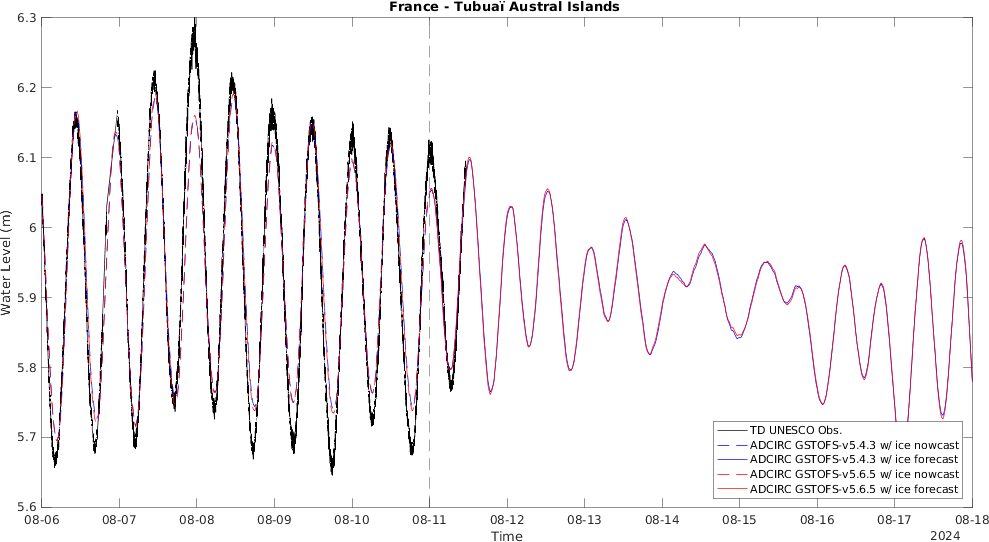 France - Tubuaï Austral Islands
6.3
6.2
6.1
6
5.9
5.8
5.7
5.6
Water Level (m)
TD UNESCO Obs.
ADCIRC GSTOFS-v5.4.3 w/ ice nowcast
ADCIRC GSTOFS-v5.4.3 w/ ice forecast
ADCIRC GSTOFS-v5.6.5 w/ ice nowcast
ADCIRC GSTOFS-v5.6.5 w/ ice forecast
08-06 08-07 08-08 08-09 08-10 08-11 08-12 08-13 08-14 08-15 08-16 08-17 08-18
Time
2024